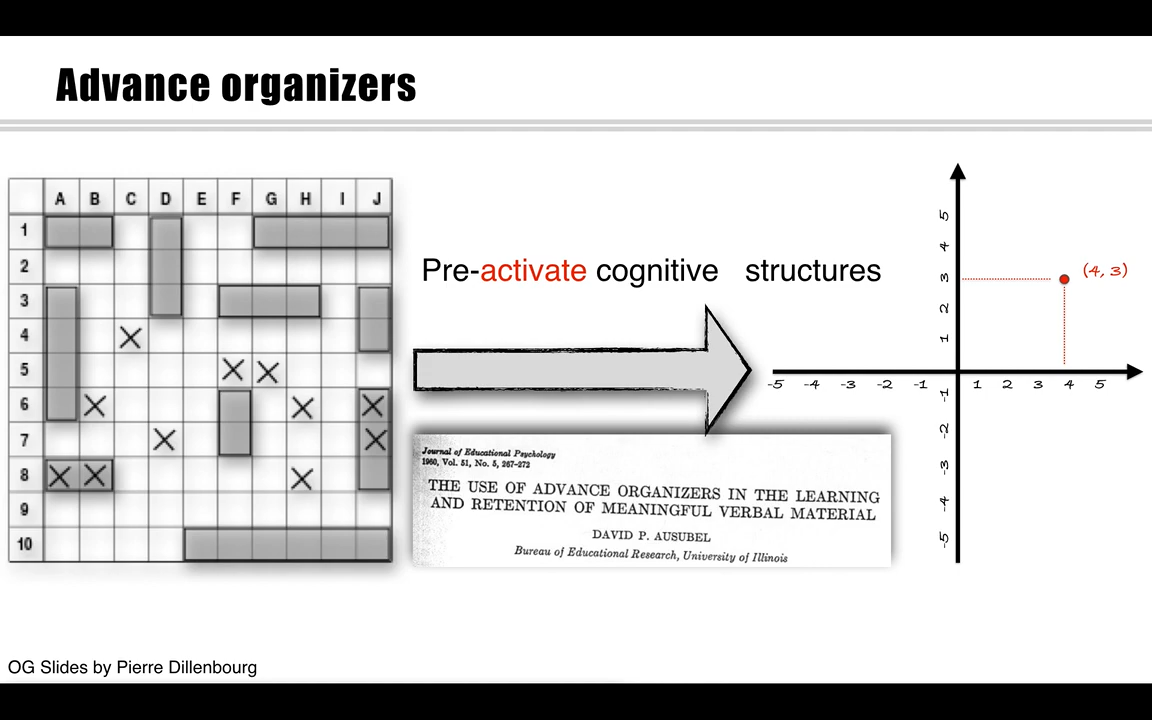 Advance organizers
A B C D E F G H I J
1
2
3
4
5
6
7
8
9
10
Pre-activate cognitive structures
Journal of Educational Psychology
1960, Vol. 51, No. 5, 267-272
THE USE OF ADVANCE ORGANIZERS IN THE LEARNING
AND RETENTION OF MEANINGFUL VERBAL MATERIAL
DAVID P. AUSUBEL
Bureau of Educational Research, University of Illinois
5
4
3
2
1
(4, 3)
-5 -4 -3 -2 -1 1 2 3 4 5
-1
-2
-3
-4
-5
OG Slides by Pierre Dillenbourg